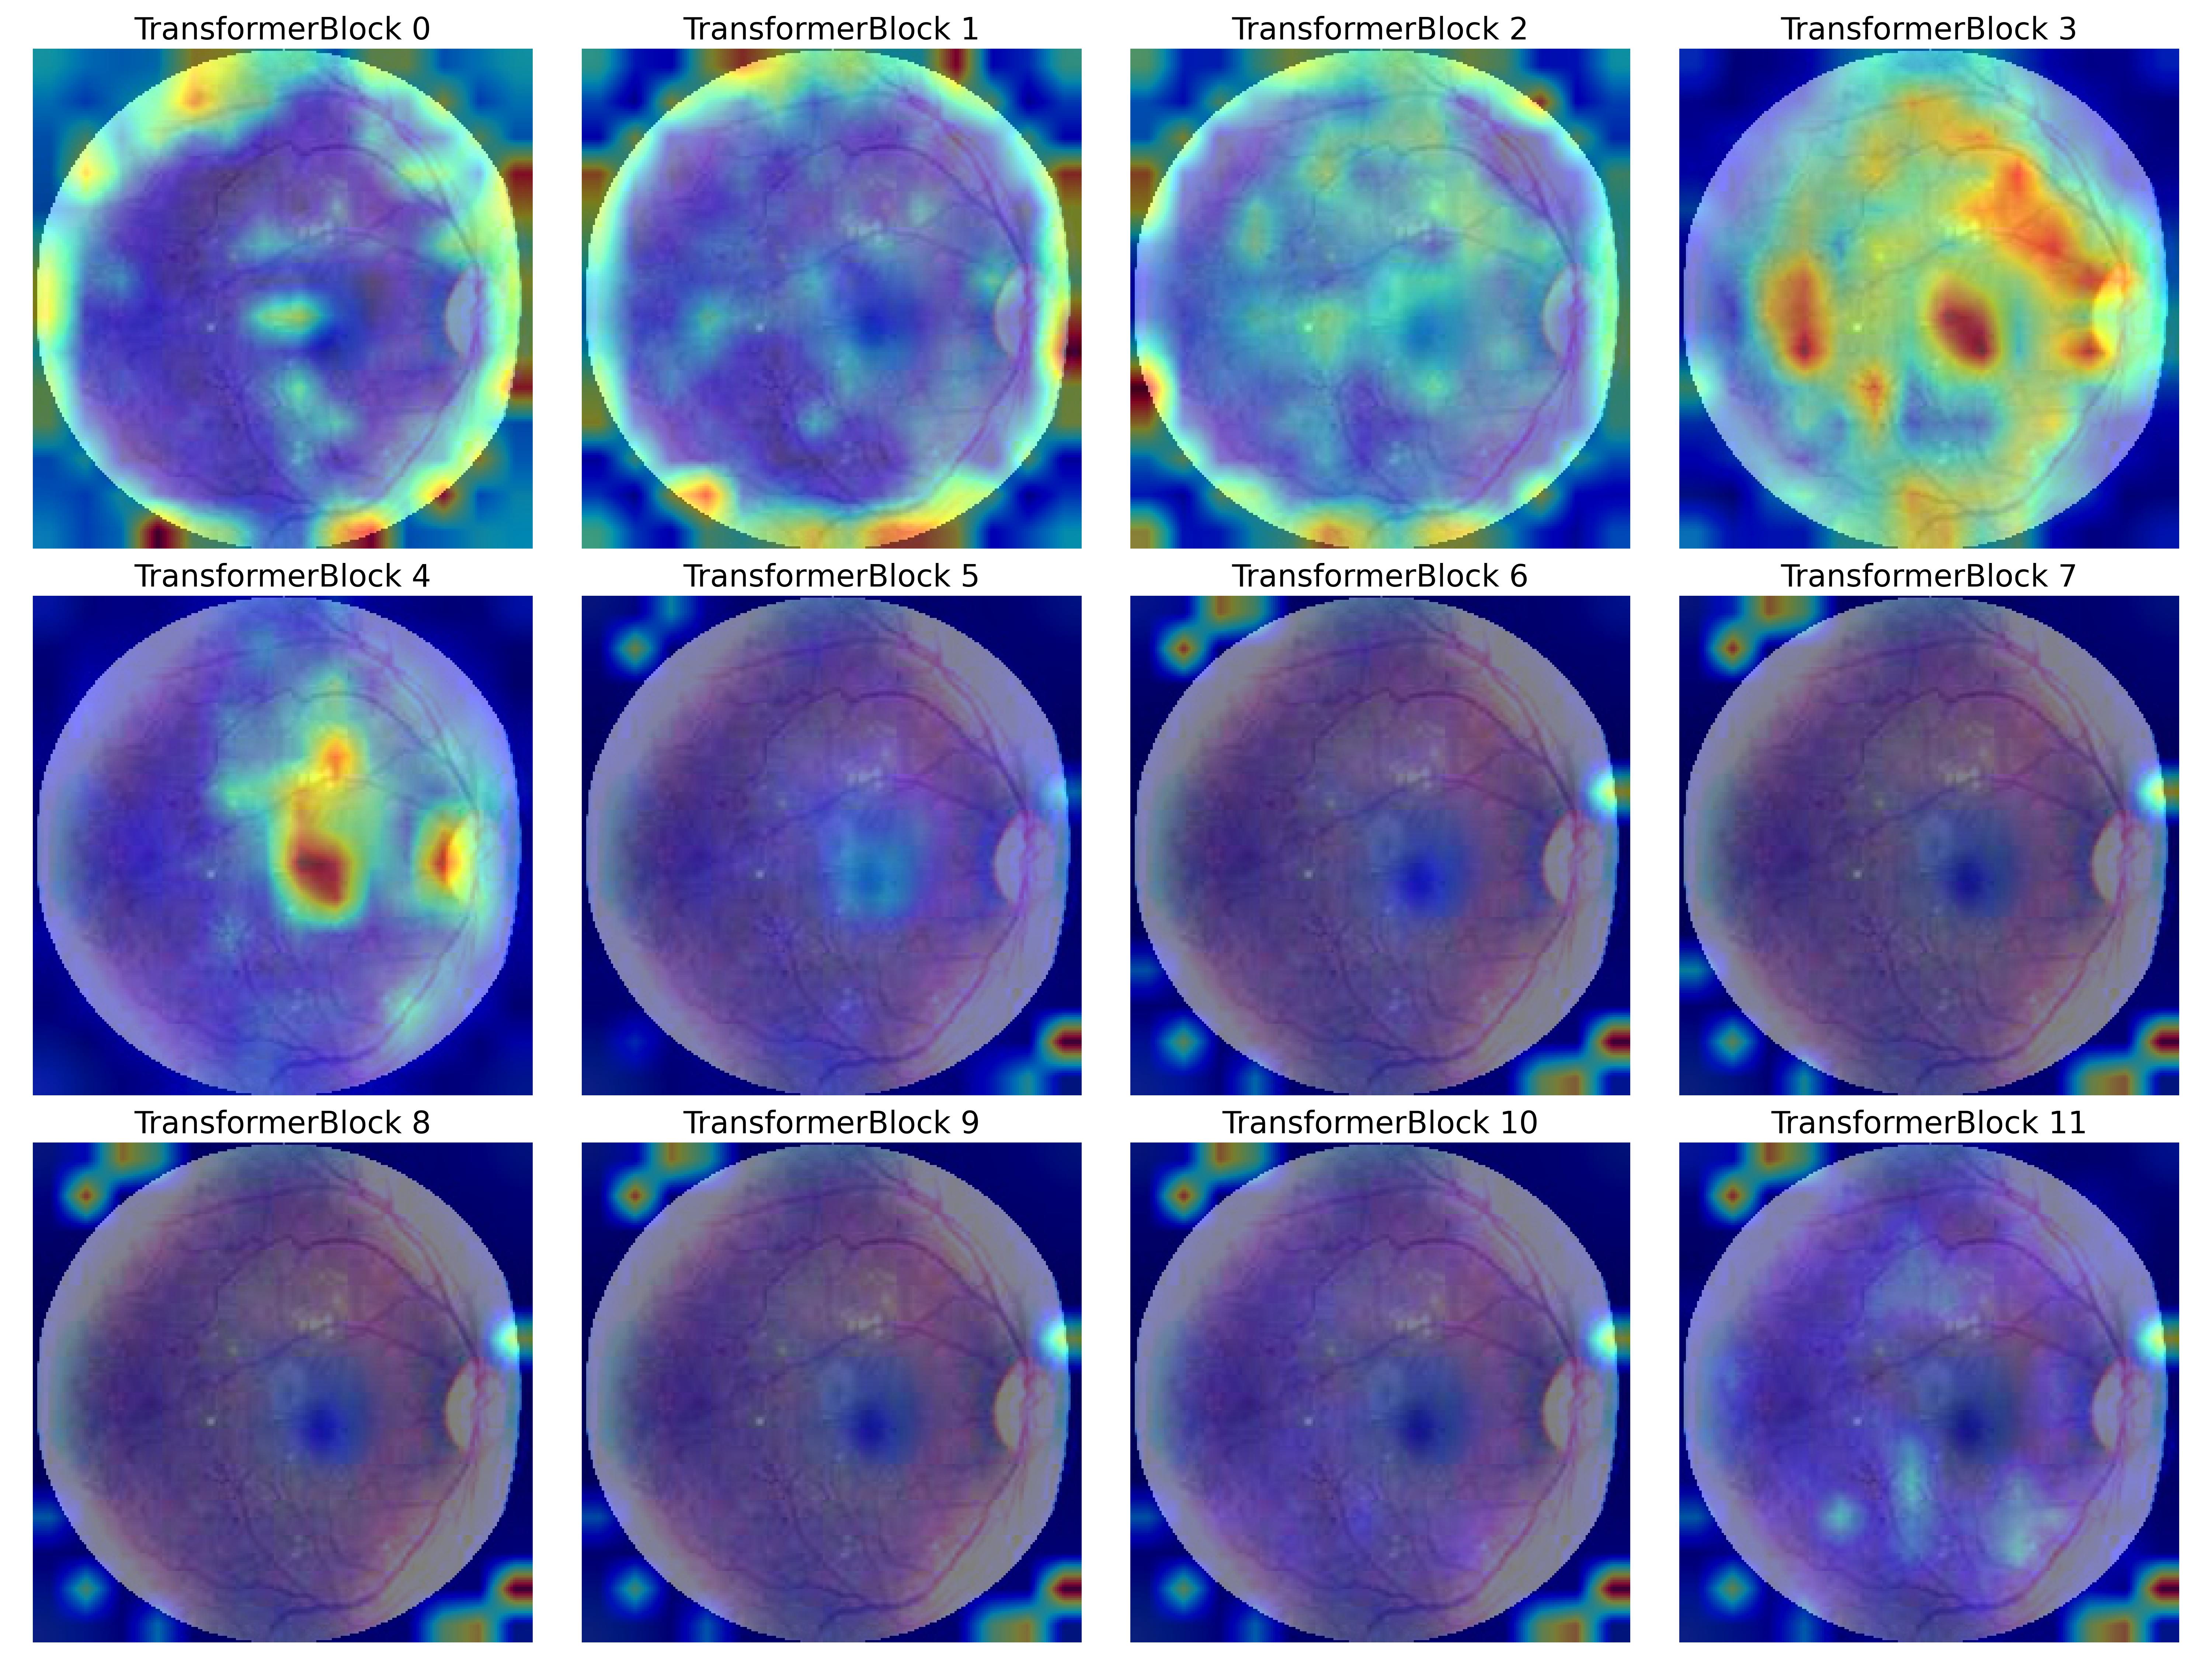 TransformerBlock 0
TransformerBlock 1
TransformerBlock 2
TransformerBlock 3
TransformerBlock 4
TransformerBlock 5
TransformerBlock 6
TransformerBlock 7
TransformerBlock 8
TransformerBlock 9
TransformerBlock 10
TransformerBlock 11